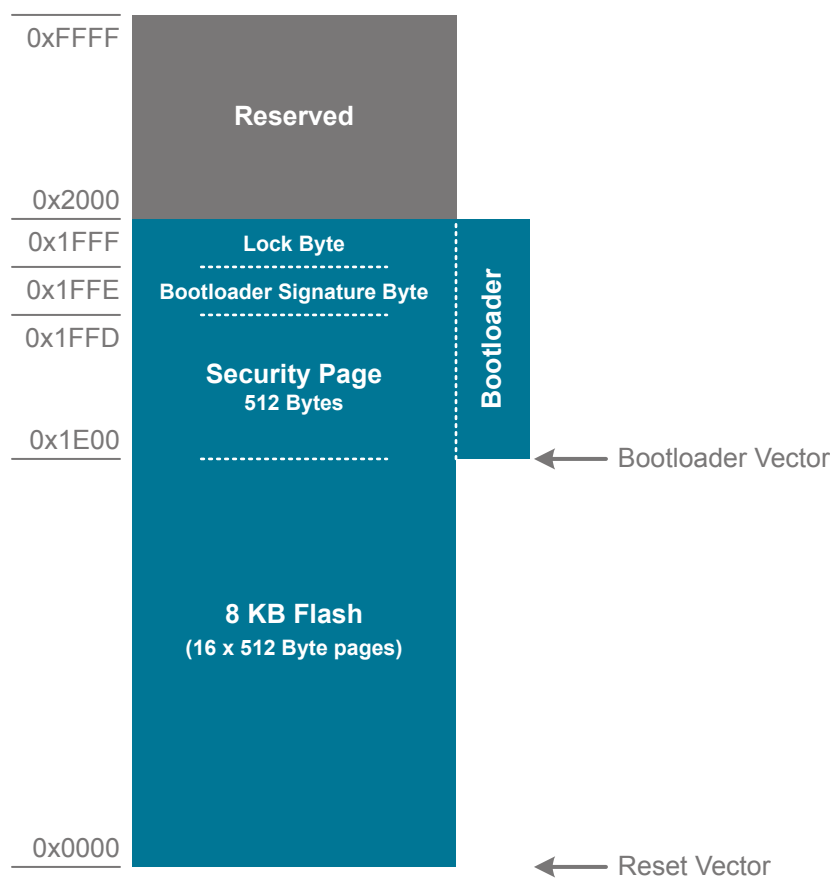 0xFFFF
Reserved
0x2000
0x1FFF
Lock Byte
0x1FFE
Bootloader Signature Byte
0x1FFD
Security Page
512 Bytes
Bootloader
0x1E00
Bootloader Vector
8 KB Flash
(16 x 512 Byte pages)
0x0000
Reset Vector